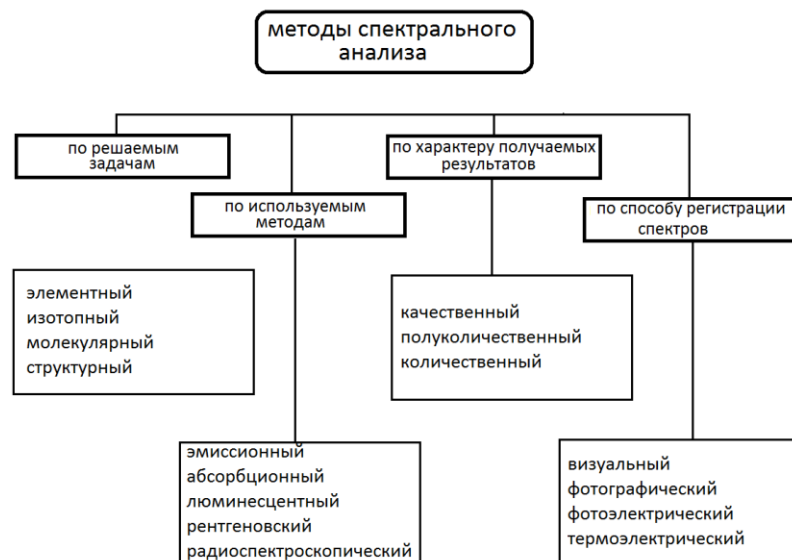 методы спектрального
анализа
по решаемым
задачам
по характеру получаемых
результатов
по используемым
методам
по способу регистрации
спектров
элементный
изотопный
молекулярный
структурный
качественный
полуколичественный
количественный
эмиссионный
абсорбционный
люминесцентный
рентгеновский
радиоспектроскопический
визуальный
фотографический
фотоэлектрический
термоэлектрический